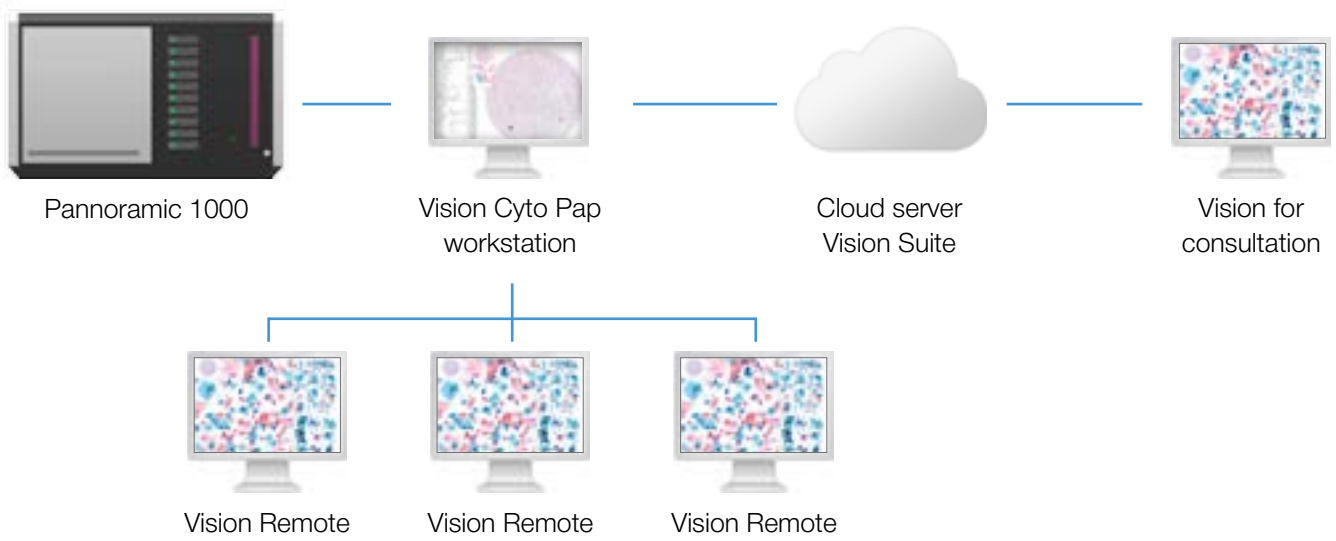 Pannoramic 1000
Vision Cyto Pap
workstation
Cloud server
Vision Suite
Vision for
consultation
Vision Remote
Vision Remote
Vision Remote